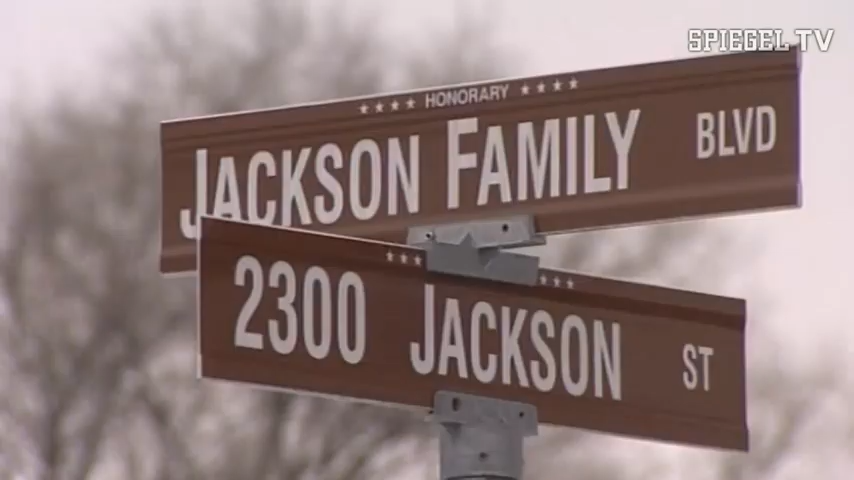 SPIEGEL TV
HONORARY
JACKSON FAMILY BLVD
2300 JACKSON ST